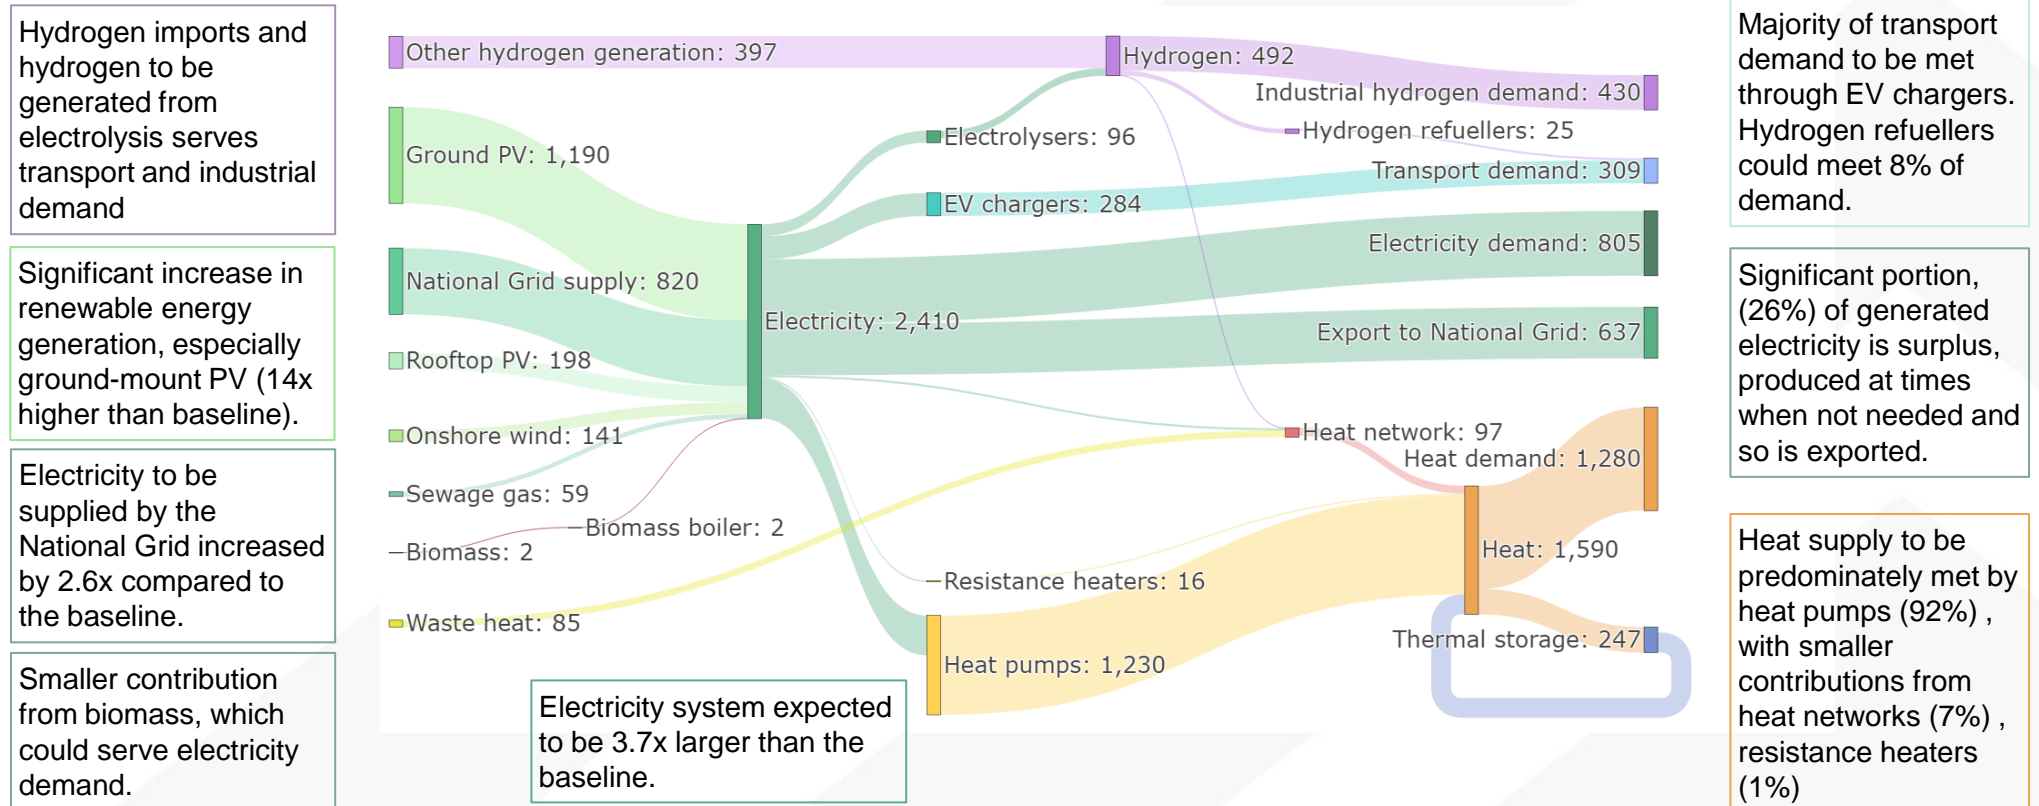 Hydrogen imports and
hydrogen to be
generated from
electrolysis serves
transport and industrial
demand
Significant increase in
renewable energy
generation, especially
ground-mount PV (14x
higher than baseline).
Electricity to be
supplied by the
National Grid increased
by 2.6x compared to
the baseline.
Smaller contribution
from biomass, which
could serve electricity
demand.
Other hydrogen generation: 397
Ground PV: 1,190
National Grid supply: 820
Rooftop PV: 198
Onshore wind: 141
Sewage gas: 59
Biomass boiler: 2
Biomass: 2
Waste heat: 85
Electricity: 2,410
Hydrogen: 492
Electrolysers: 96
EV chargers: 284
Resistance heaters: 16
Heat pumps: 1,230
Industrial hydrogen demand: 430
Hydrogen refuellers: 25
Transport demand: 309
Electricity demand: 805
Export to National Grid: 637
Heat network: 97
Heat demand: 1,280
Heat: 1,590
Thermal storage: 247
Electricity system expected
to be 3.7x larger than the
baseline.
Majority of transport
demand to be met
through EV chargers.
Hydrogen refuellers
could meet 8% of
demand.
Significant portion,
(26%) of generated
electricity is surplus,
produced at times
when not needed and
so is exported.
Heat supply to be
predominately met by
heat pumps (92%) ,
with smaller
contributions from
heat networks (7%) ,
resistance heaters
(1%)